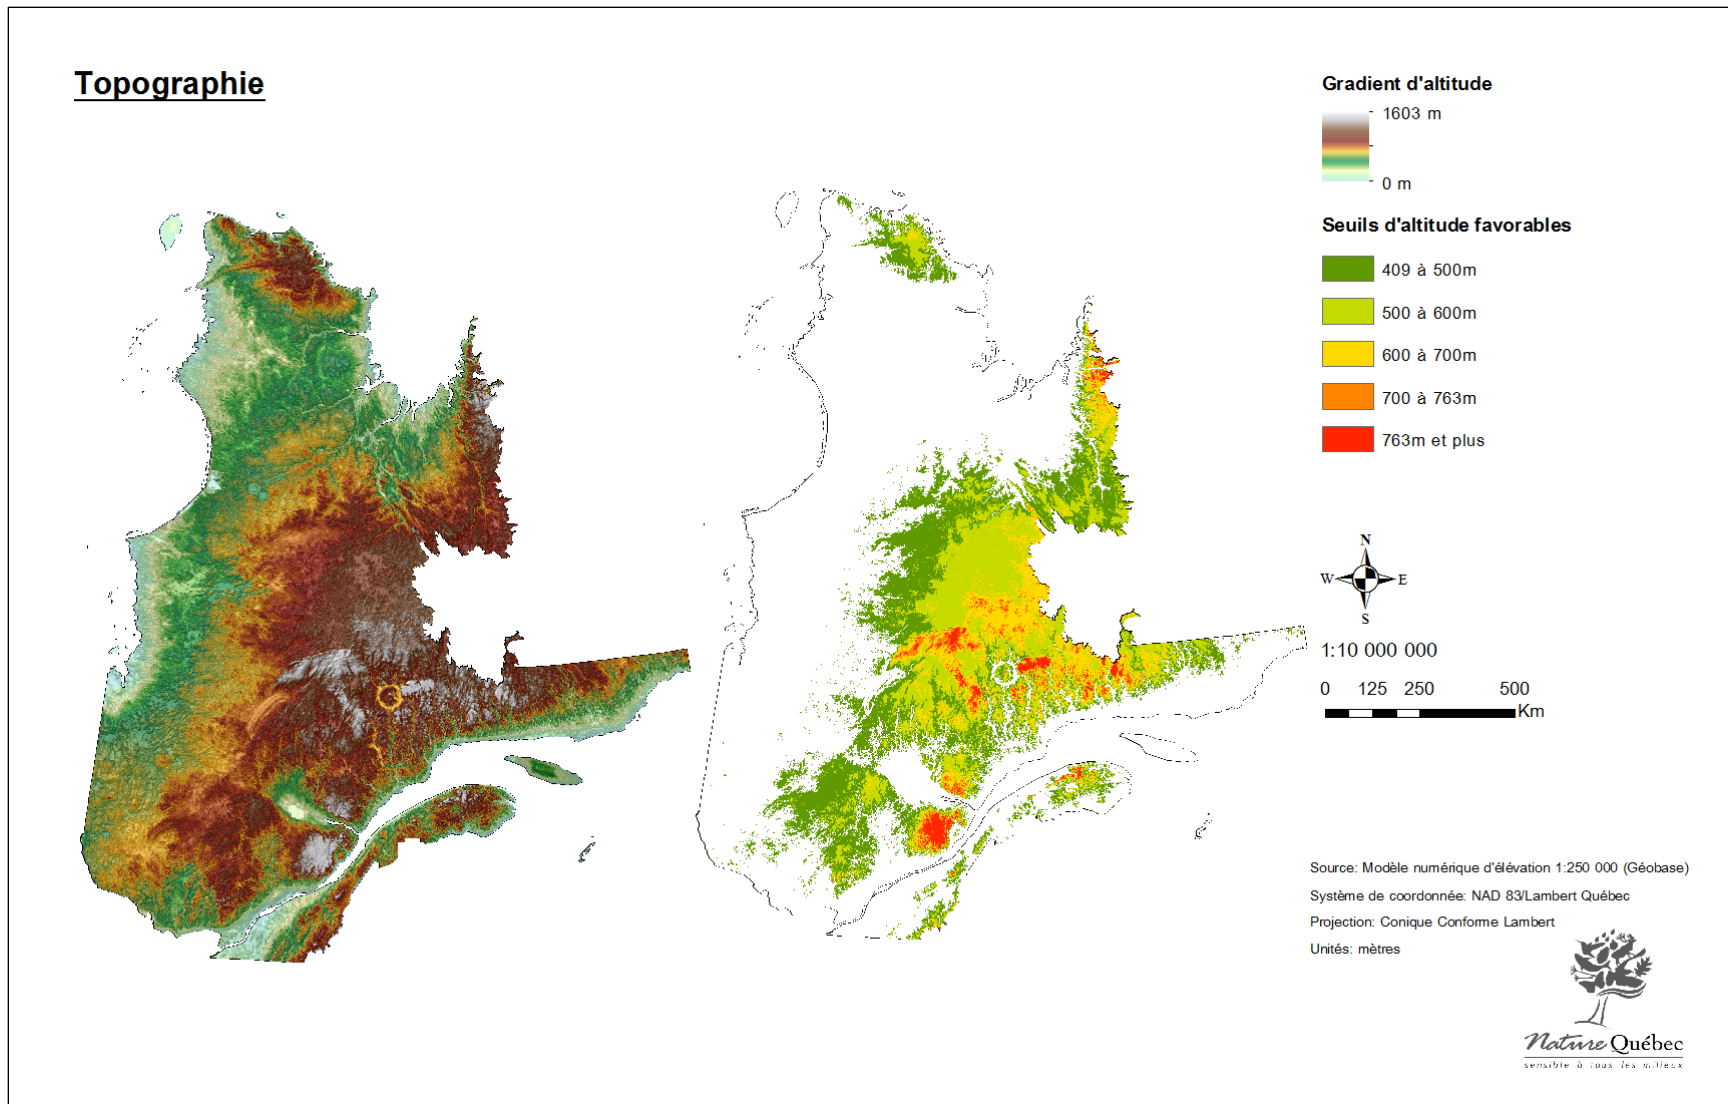 Topographie
Gradient d'altitude
1603 m
0 m
Seuils d'altitude favorables
409 à 500m
500 à 600m
600 à 700m
700 à 763m
763m et plus
N
W E
S
1:10 000 000
0 125 250 500
Km
Source: Modèle numérique d'élévation 1:250 000 (Géobase)
Système de coordonnée: NAD 83/Lambert Québec
Projection: Conique Conforme Lambert
Unités: mètres
Nature Québec
sensible à tous les milieux